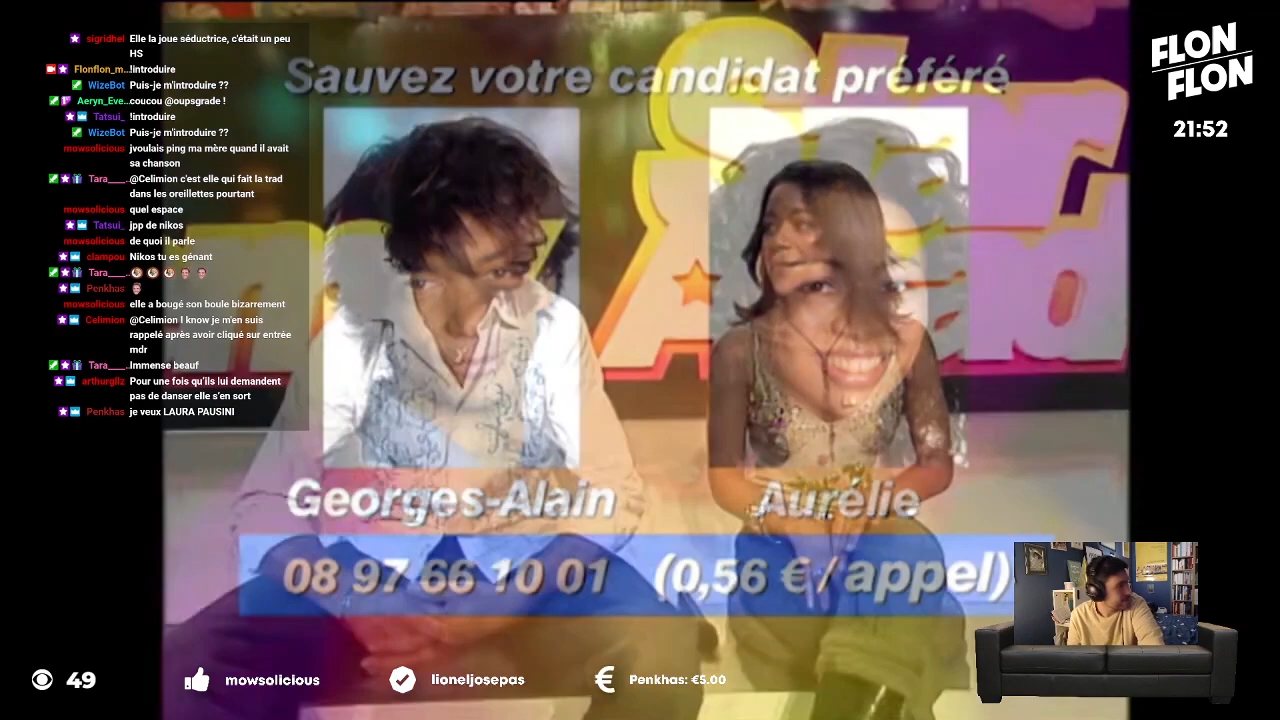 sigridhel Elle la joue séductrice, c'était un peu
HS
Flonflon_m... !introduire
WizeBot Puis-je m'introduire ??
Aeryn_Eve... coucou @oupsgrade !
Tatsui_ !introduire
WizeBot Puis-je m'introduire ??
mowsolicious jvoulais ping ma mère quand il avait
sa chanson
Tara____... @Celimion c'est elle qui fait la trad
dans les oreillettes pourtant
mowsolicious quel espace
Tatsui_ jpp de nikos
mowsolicious de quoi il parle
clampou Nikos tu es génant
Tara____...
Penkhas
mowsolicious elle a bougé son boule bizarrement
Celimion @Celimion I know je m'en suis
rappelé après avoir cliqué sur entrée
mdr
Tara____... Immense beauf
arthurgllz Pour une fois qu'ils lui demandent
pas de danser elle s'en sort
Penkhas je veux LAURA PAUSINI
Sauvez votre candidat préféré
Georges-Alain
Aurélie
08 97 66 10 01 (0,56 € / appel)
FLON
FLON
21:52
49
mowsolicious
lioneljosepas
Penkhas: €5.00